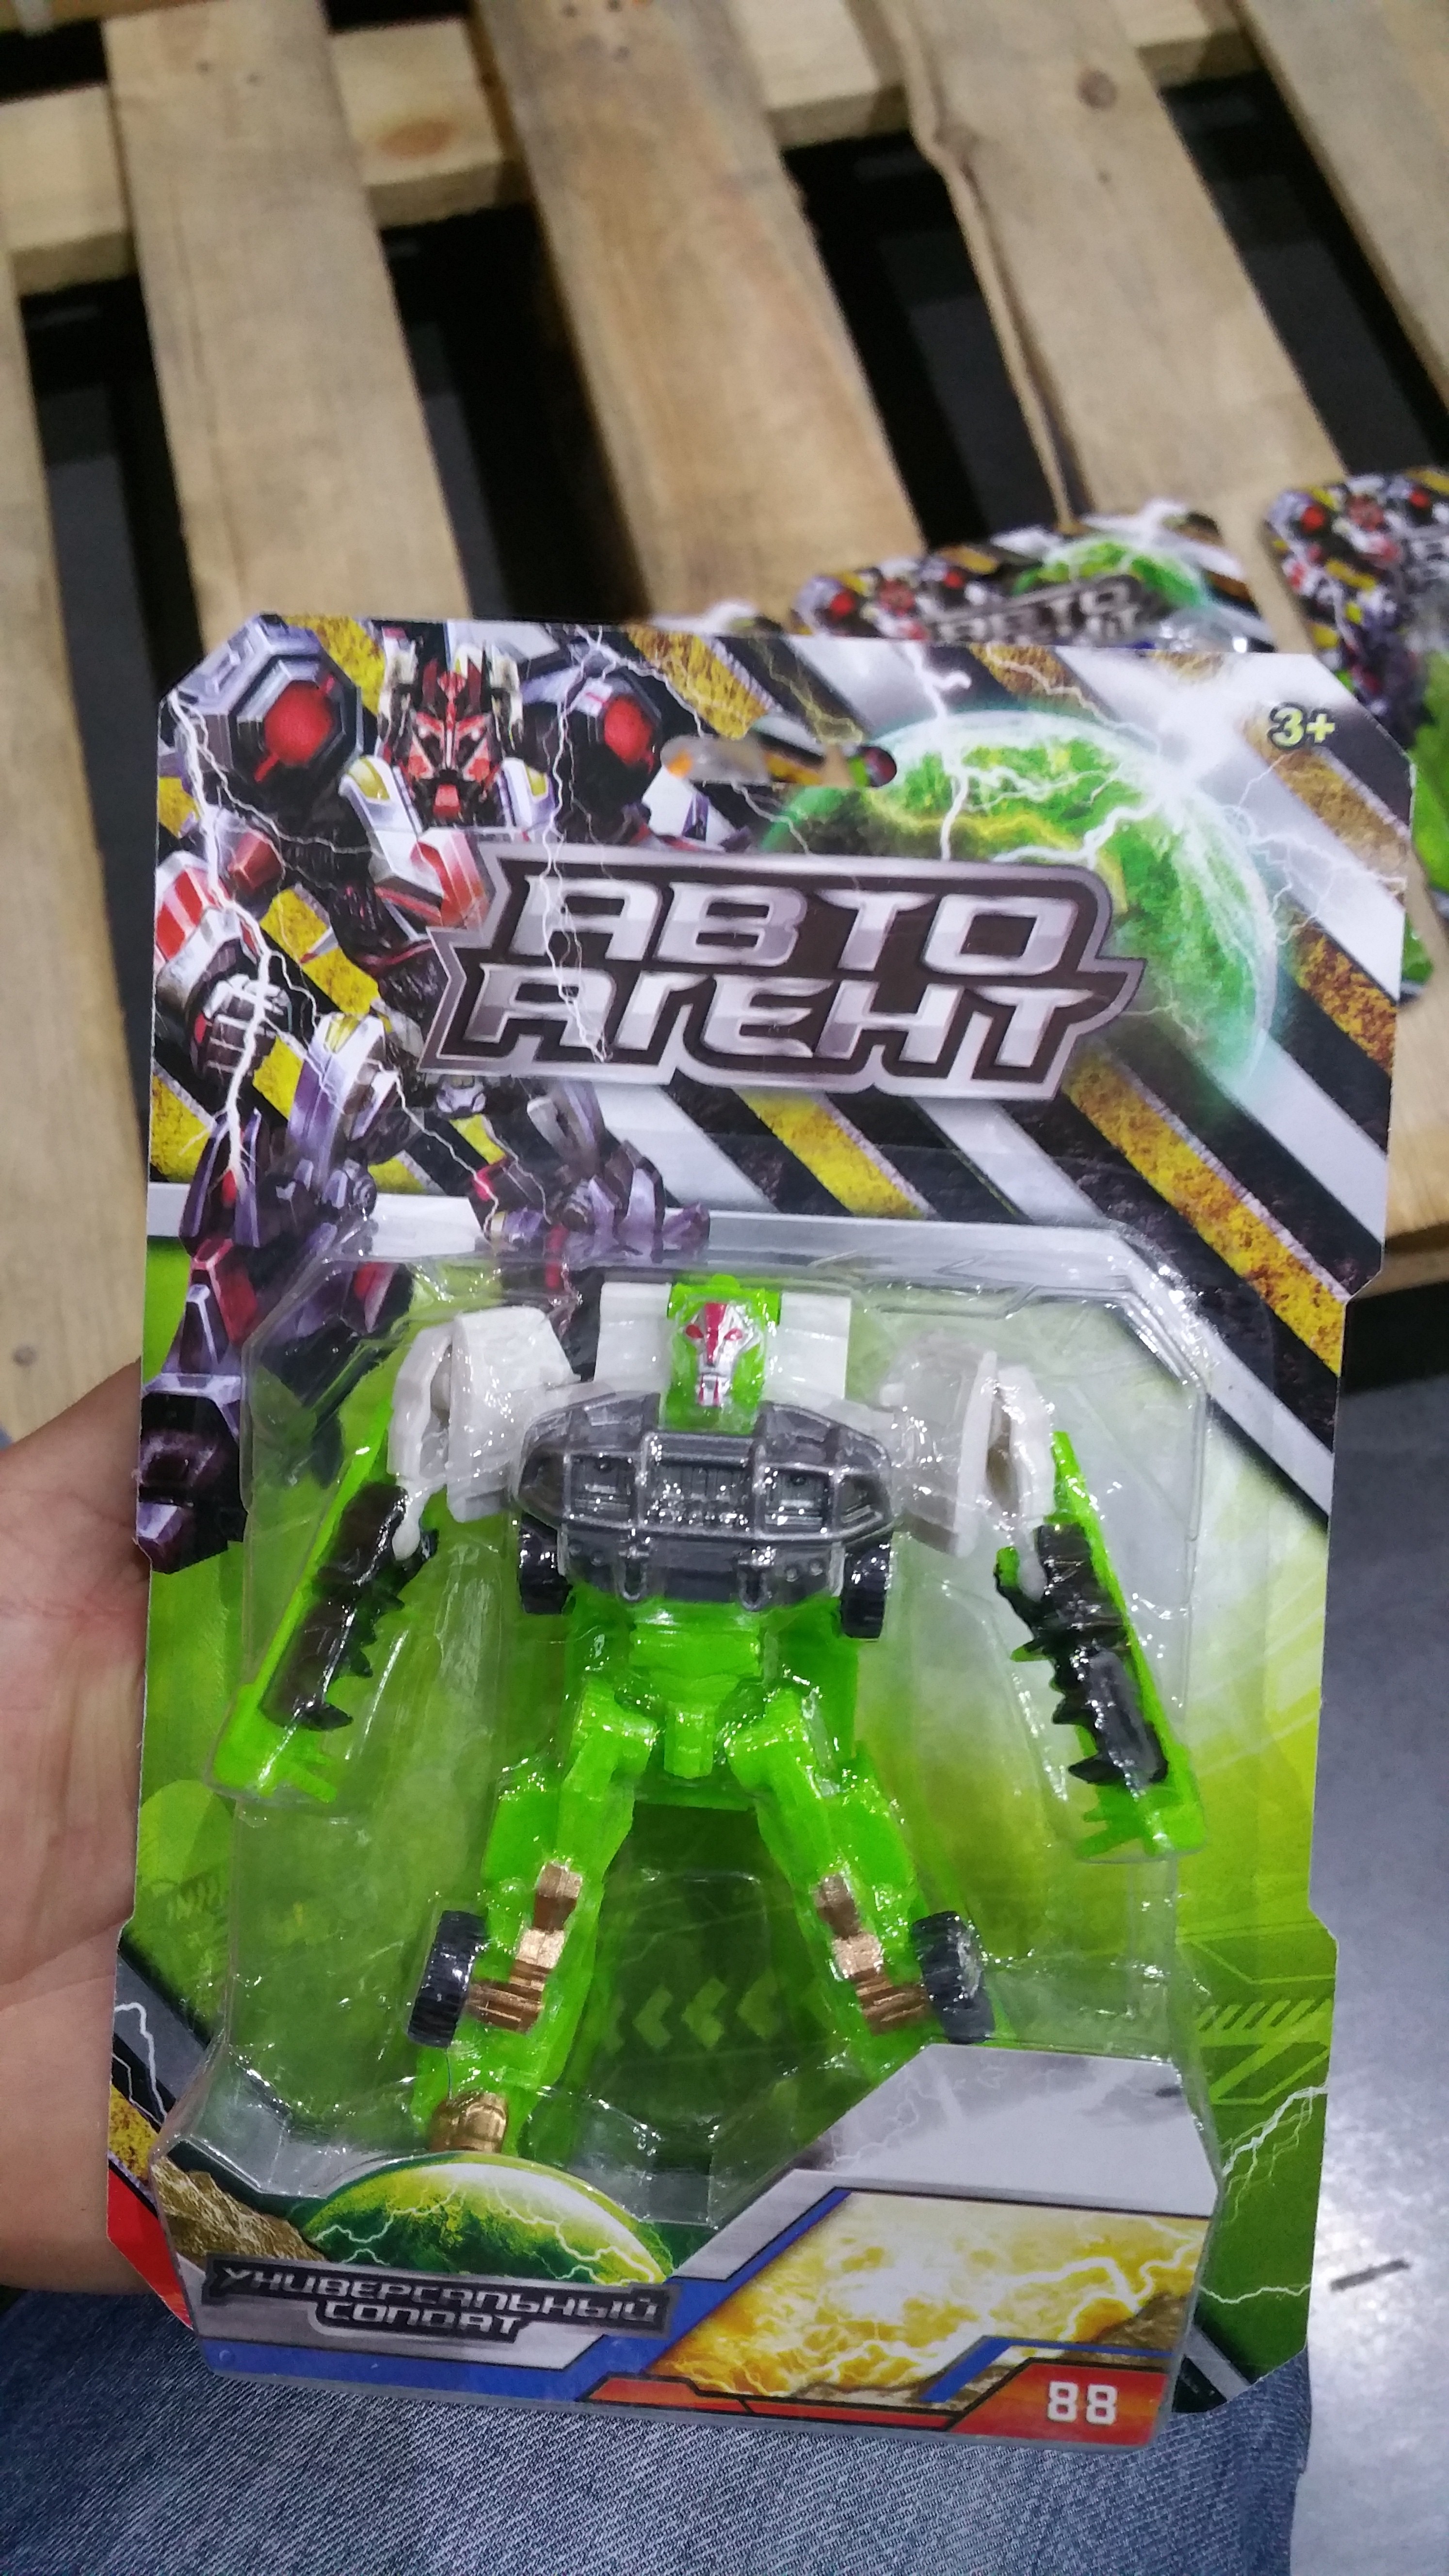 3+
АВТО
АГЕНТ
УНИВЕРСАЛЬНЫЙ
СОЛДАТ
88